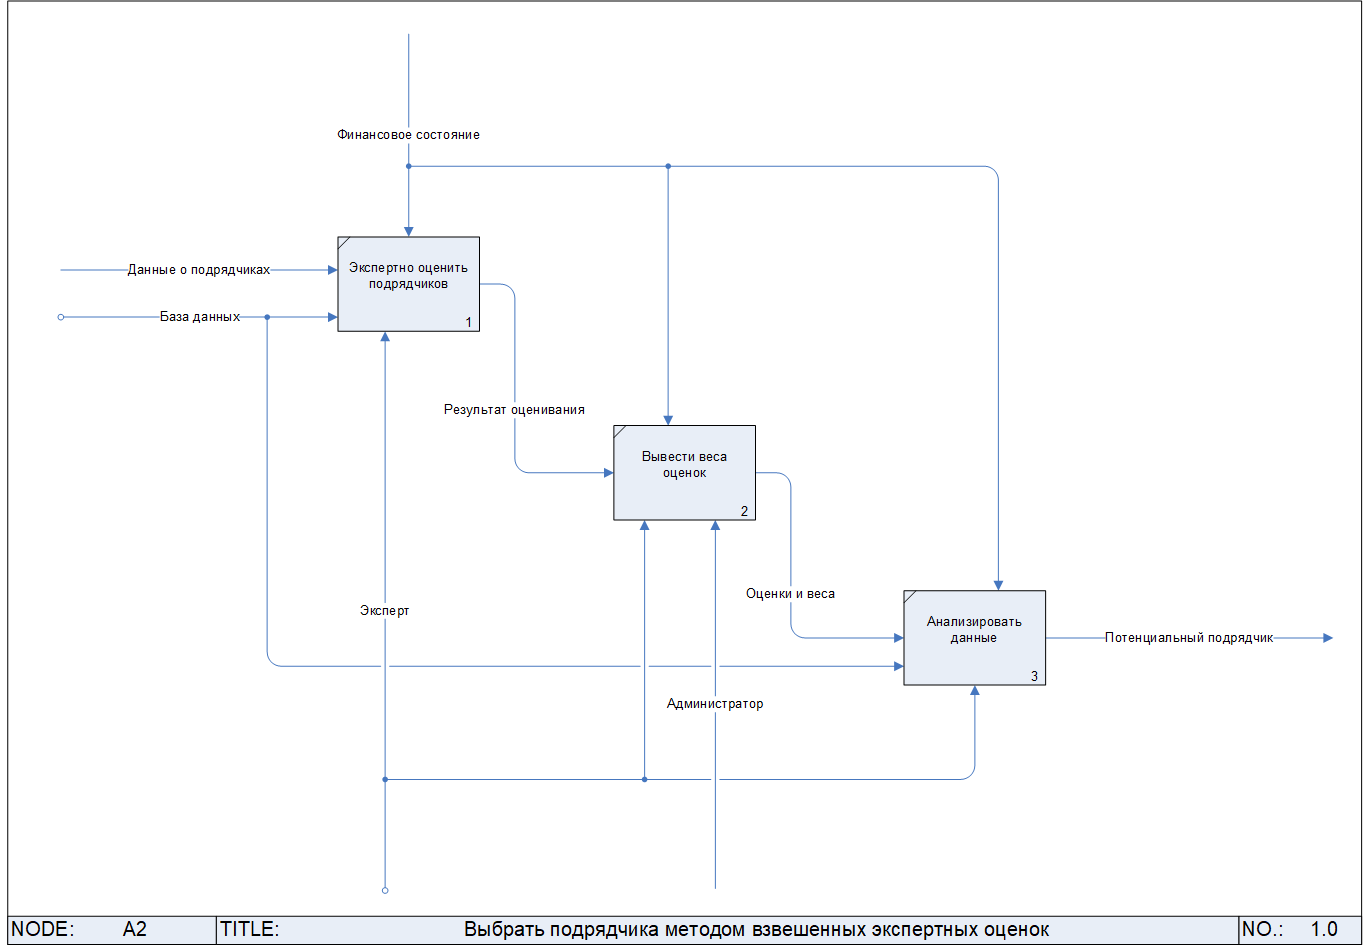 Финансовое состояние
Данные о подрядчиках
База данных
Экспертно оценить
подрядчиков
1
Результат оценивания
Вывести веса
оценок
2
Эксперт
Оценки и веса
Анализировать
данные
3
Потенциальный подрядчик
Администратор
NODE: A2 TITLE: Выбрать подрядчика методом взвешенных экспертных оценок NO.: 1.0